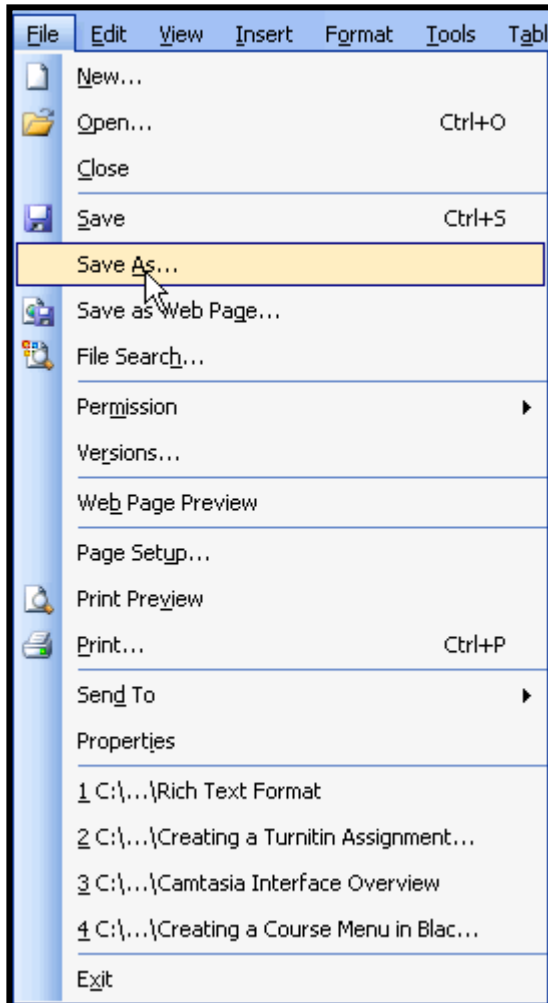 File Edit View Insert Format Tools Tabl
New...
Open... Ctrl+O
Close
Save Ctrl+S
Save As...
Save as Web Page...
File Search...
Permission
Versions...
Web Page Preview
Page Setup...
Print Preview
Print... Ctrl+P
Send To
Properties
1 C:\...\Rich Text Format
2 C:\...\Creating a Turnitin Assignment...
3 C:\...\Camtasia Interface Overview
4 C:\...\Creating a Course Menu in Blac...
Exit